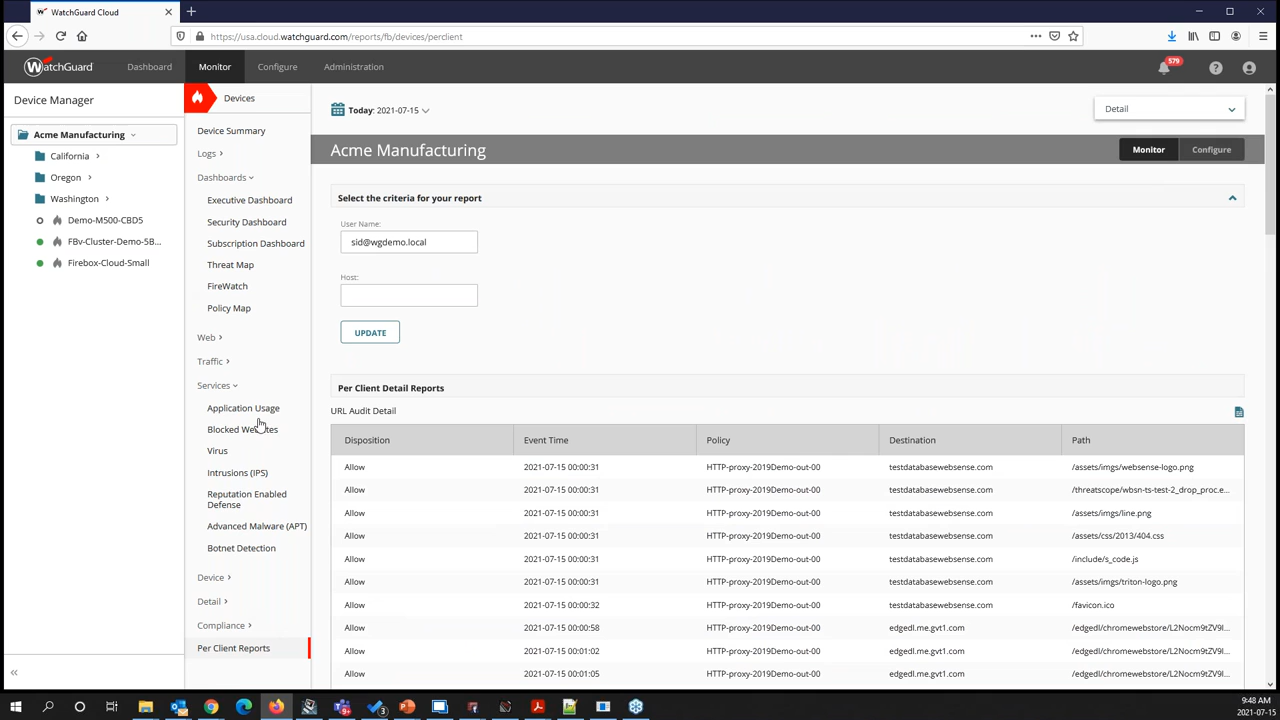 WatchGuard Cloud
https://usa.cloud.watchguard.com/reports/fb/devices/perclient
WatchGuard
Dashboard
Monitor
Configure
Administration
579
Device Manager
Acme Manufacturing
California
Oregon
Washington
Demo-M500-CBD5
FBv-Cluster-Demo-5B...
Firebox-Cloud-Small
Devices
Device Summary
Logs
Dashboards
Executive Dashboard
Security Dashboard
Subscription Dashboard
Threat Map
FireWatch
Policy Map
Web
Traffic
Services
Application Usage
Blocked Websites
Virus
Intrusions (IPS)
Reputation Enabled
Defense
Advanced Malware (APT)
Botnet Detection
Device
Detail
Compliance
Per Client Reports
Today: 2021-07-15
Detail
Acme Manufacturing
Monitor
Configure
Select the criteria for your report
User Name:
sid@wgdemo.local
Host:
UPDATE
Per Client Detail Reports
URL Audit Detail
Disposition Event Time Policy Destination Path
Allow 2021-07-15 00:00:31 HTTP-proxy-2019Demo-out-00 testdatabasewebsense.com /assets/imgs/websense-logo.png
Allow 2021-07-15 00:00:31 HTTP-proxy-2019Demo-out-00 testdatabasewebsense.com /threatscope/wbsn-ts-test-2_drop_proc.e...
Allow 2021-07-15 00:00:31 HTTP-proxy-2019Demo-out-00 testdatabasewebsense.com /assets/imgs/line.png
Allow 2021-07-15 00:00:31 HTTP-proxy-2019Demo-out-00 testdatabasewebsense.com /assets/css/2013/404.css
Allow 2021-07-15 00:00:31 HTTP-proxy-2019Demo-out-00 testdatabasewebsense.com /include/s_code.js
Allow 2021-07-15 00:00:31 HTTP-proxy-2019Demo-out-00 testdatabasewebsense.com /assets/imgs/triton-logo.png
Allow 2021-07-15 00:00:32 HTTP-proxy-2019Demo-out-00 testdatabasewebsense.com /favicon.ico
Allow 2021-07-15 00:00:58 HTTP-proxy-2019Demo-out-00 edgedl.me.gvt1.com /edgedl/chromewebstore/L2Nocm9tZV9l...
Allow 2021-07-15 00:01:02 HTTP-proxy-2019Demo-out-00 edgedl.me.gvt1.com /edgedl/chromewebstore/L2Nocm9tZV9l...
Allow 2021-07-15 00:01:05 HTTP-proxy-2019Demo-out-00 edgedl.me.gvt1.com /edgedl/chromewebstore/L2Nocm9tZV9l...
9:48 AM
2021-07-15